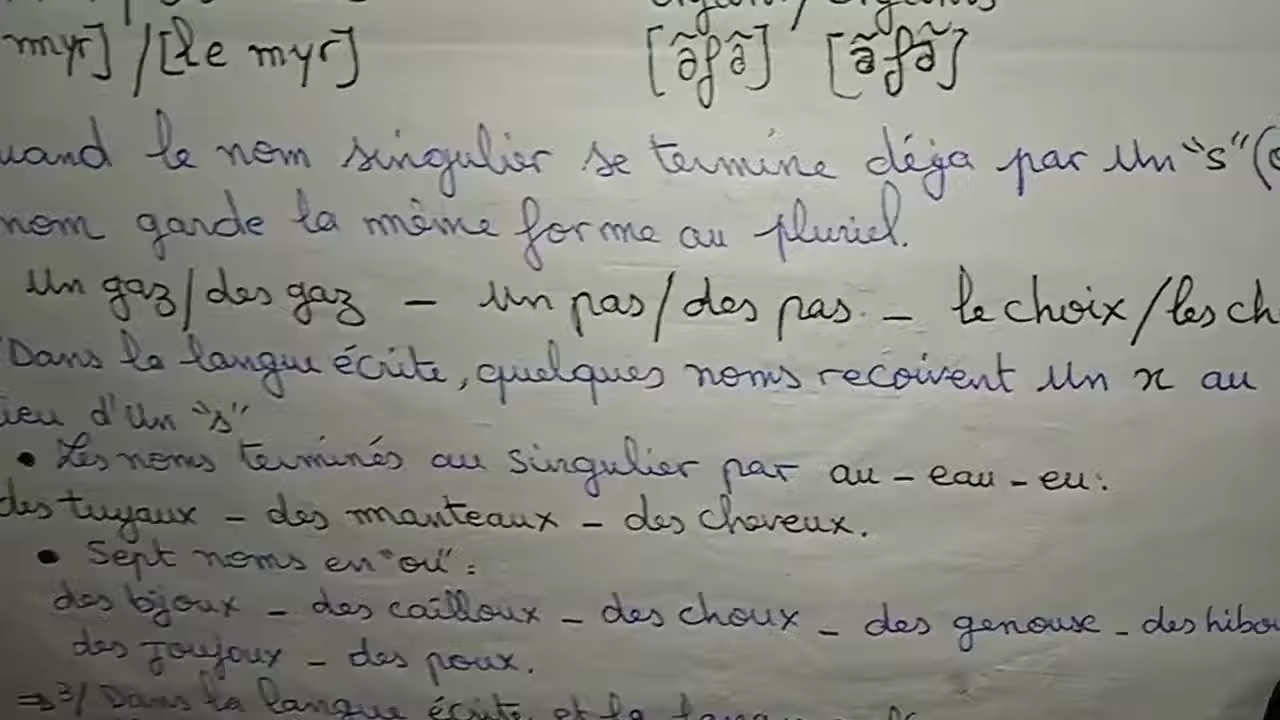 myr] / [le myr] [ãfã] [ãfã]
uand le nom singulier se termine déja par un "s" (
nom garde la même forme au pluriel.
un gaz / des gaz – un pas / des pas – le choix / les ch
Dans la langue écrite, quelques noms recoivent un x au
ieu d'un "s"
• Les noms terminés au singulier par au – eau – eu :
des tuyaux – des manteaux – des cheveux.
• Sept noms en "ou" :
des bijoux – des cailloux – des choux – des genoux – des hibou
des joujoux – des poux.
⇒ 3/ Dans la langue écrite et la